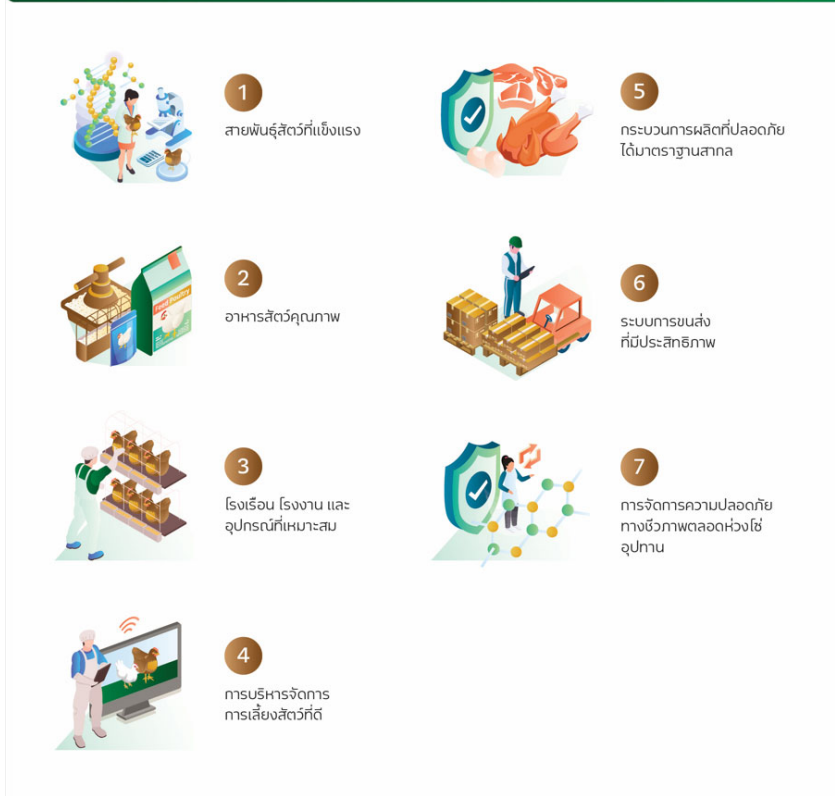 1
สายพันธุ์สัตว์ที่แข็งแรง
2
อาหารสัตว์คุณภาพ
Feed Poultry
3
โรงเรือน โรงงาน และ
อุปกรณ์ที่เหมาะสม
4
การบริหารจัดการ
การเลี้ยงสัตว์ที่ดี
5
กระบวนการผลิตที่ปลอดภัย
ได้มาตราฐานสากล
6
ระบบการขนส่ง
ที่มีประสิทธิภาพ
7
การจัดการความปลอดภัย
ทางชีวภาพตลอดห่วงโซ่
อุปทาน